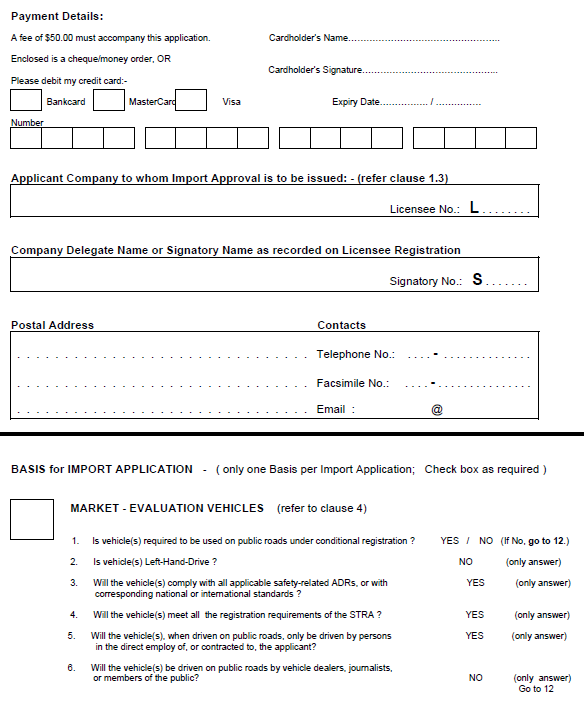 Payment Details:
A fee of $50.00 must accompany this application.
Cardholder's Name……………………………………………..
Enclosed is a cheque/money order, OR
Cardholder's Signature………………………………………..
Please debit my credit card:-
Bankcard MasterCard Visa
Expiry Date……………. / ……………
Number
Applicant Company to whom Import Approval is to be issued: - (refer clause 1.3)
Licensee No.: L . . . . . . . .
Company Delegate Name or Signatory Name as recorded on Licensee Registration
Signatory No.: S . . . . . . .
Postal Address Contacts
. . . . . . . . . . . . . . . . . . . . . . . . . . . . Telephone No.: . . . . - . . . . . . . . . . . . . .
. . . . . . . . . . . . . . . . . . . . . . . . . . . . Facsimile No.: . . . . - . . . . . . . . . . . . . . .
. . . . . . . . . . . . . . . . . . . . . . . . . . . . Email : @
BASIS for IMPORT APPLICATION - ( only one Basis per Import Application; Check box as required )
MARKET - EVALUATION VEHICLES (refer to clause 4)
1. Is vehicle(s) required to be used on public roads under conditional registration ? YES / NO (If No, go to 12.)
2. Is vehicle(s) Left-Hand-Drive ? NO (only answer)
3. Will the vehicle(s) comply with all applicable safety-related ADRs, or with YES (only answer)
corresponding national or international standards ?
4. Will the vehicle(s) meet all the registration requirements of the STRA ? YES (only answer)
5. Will the vehicle(s), when driven on public roads, only be driven by persons YES (only answer)
in the direct employ of, or contracted to, the applicant?
6. Will the vehicle(s) be driven on public roads by vehicle dealers, journalists,
or members of the public? NO (only answer)
Go to 12